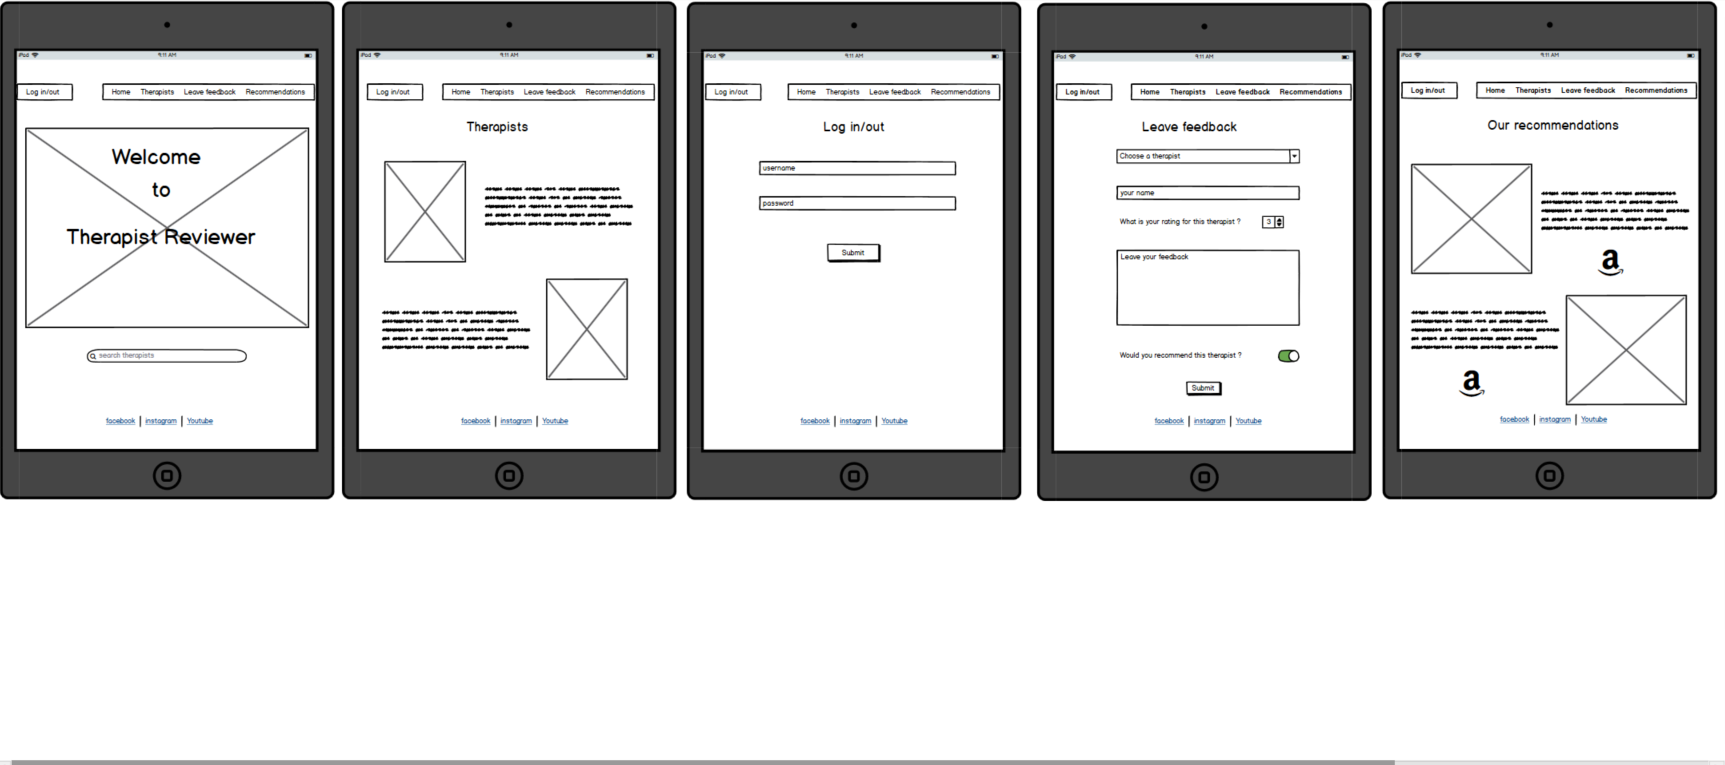 iPad 9:11 AM
Log in/out
Home Therapists Leave feedback Recommendations
Welcome
to
Therapist Reviewer
search therapists
facebook | instagram | Youtube
iPad 9:11 AM
Log in/out
Home Therapists Leave feedback Recommendations
Therapists
facebook | instagram | Youtube
iPad 9:11 AM
Log in/out
Home Therapists Leave feedback Recommendations
Log in/out
username
password
Submit
facebook | instagram | Youtube
iPad 9:11 AM
Log in/out
Home Therapists Leave feedback Recommendations
Leave feedback
Choose a therapist
your name
What is your rating for this therapist ? 3
Leave your feedback
Would you recommend this therapist ?
Submit
facebook | instagram | Youtube
iPad 9:11 AM
Log in/out
Home Therapists Leave feedback Recommendations
Our recommendations
a
a
facebook | instagram | Youtube